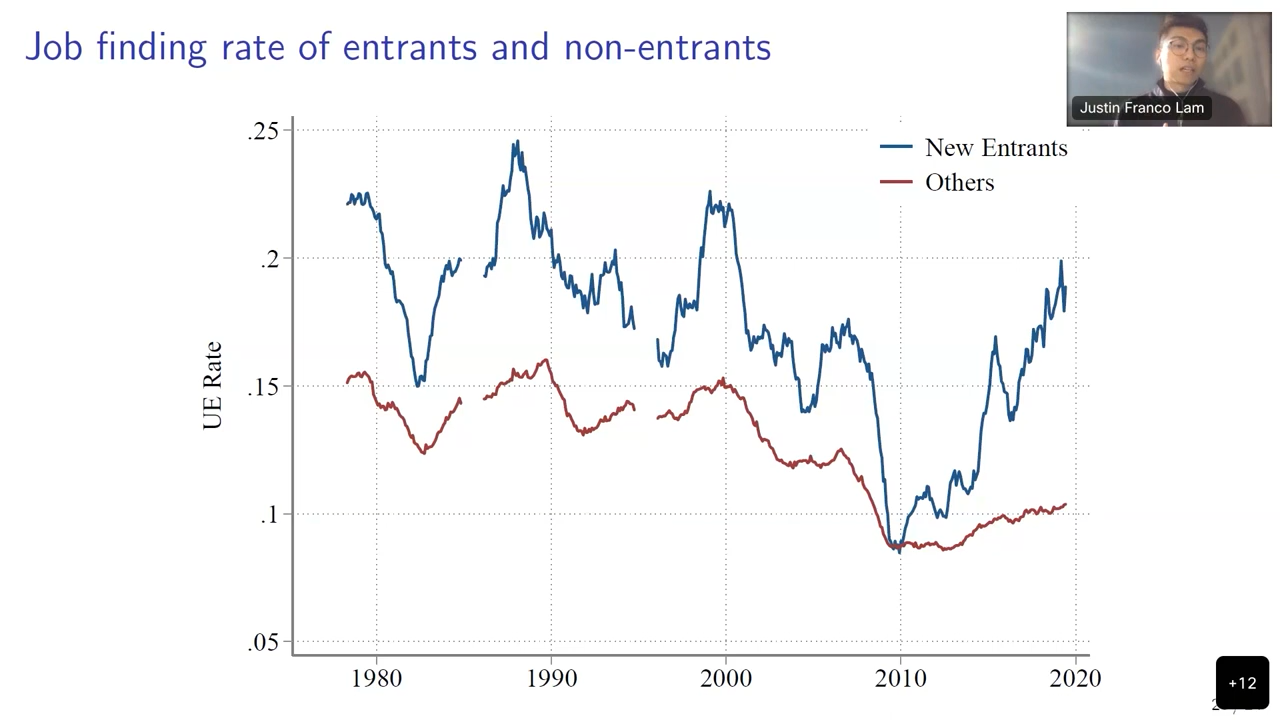 Job finding rate of entrants and non-entrants
Justin Franco Lam
New Entrants
Others
.25
.2
.15
.1
.05
UE Rate
1980
1990
2000
2010
2020
+12